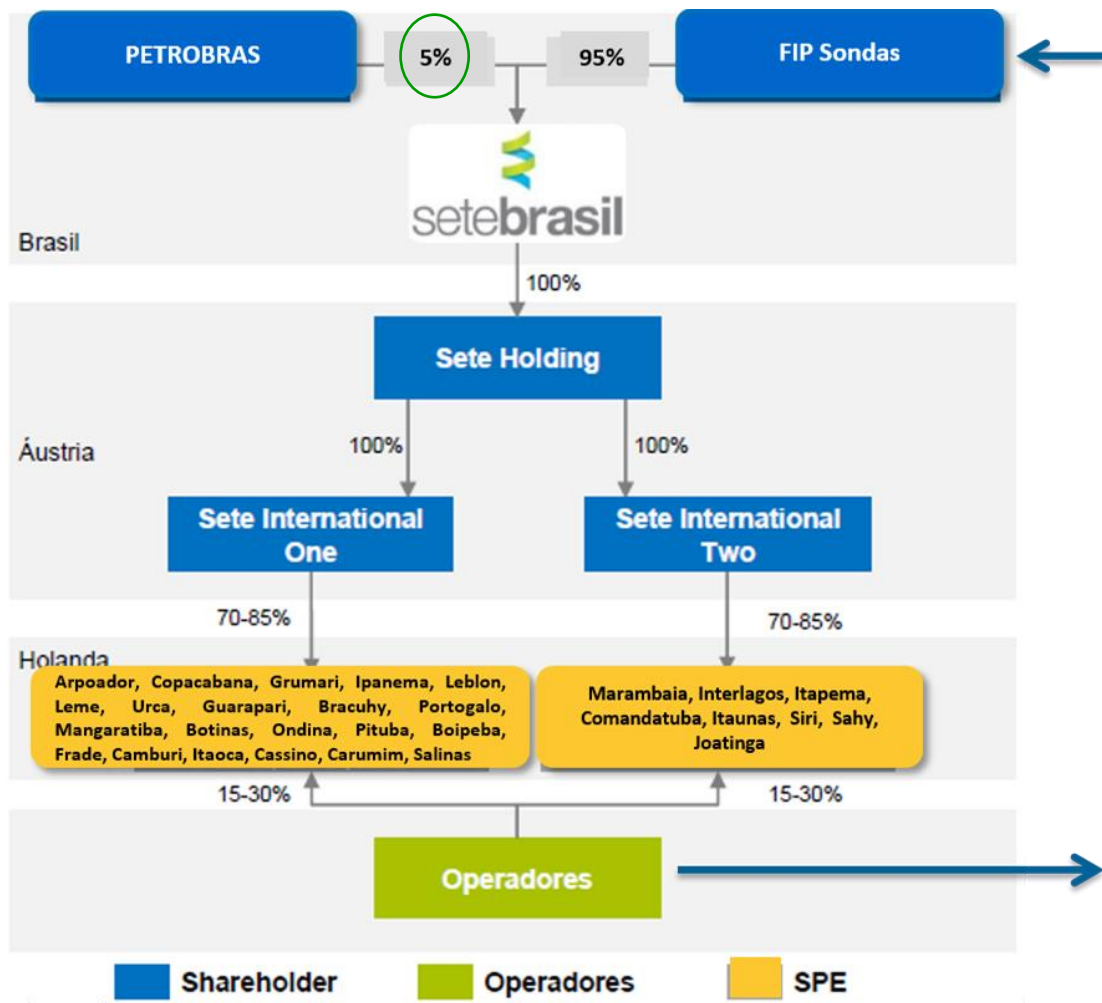 PETROBRAS
5%
95%
FIP Sondas
setebrasil
Brasil
100%
Sete Holding
Áustria
100%
100%
Sete International
One
Sete International
Two
70-85%
70-85%
Holanda
Arpoador, Copacabana, Grumari, Ipanema, Leblon,
Leme, Urca, Guarapari, Bracuhy, Portogalo,
Mangaratiba, Botinas, Ondina, Pituba, Boipeba,
Frade, Camburi, Itaoca, Cassino, Carumim, Salinas
Marambaia, Interlagos, Itapema,
Comandatuba, Itaunas, Siri, Sahy,
Joatinga
15-30%
15-30%
Operadores
Shareholder
Operadores
SPE